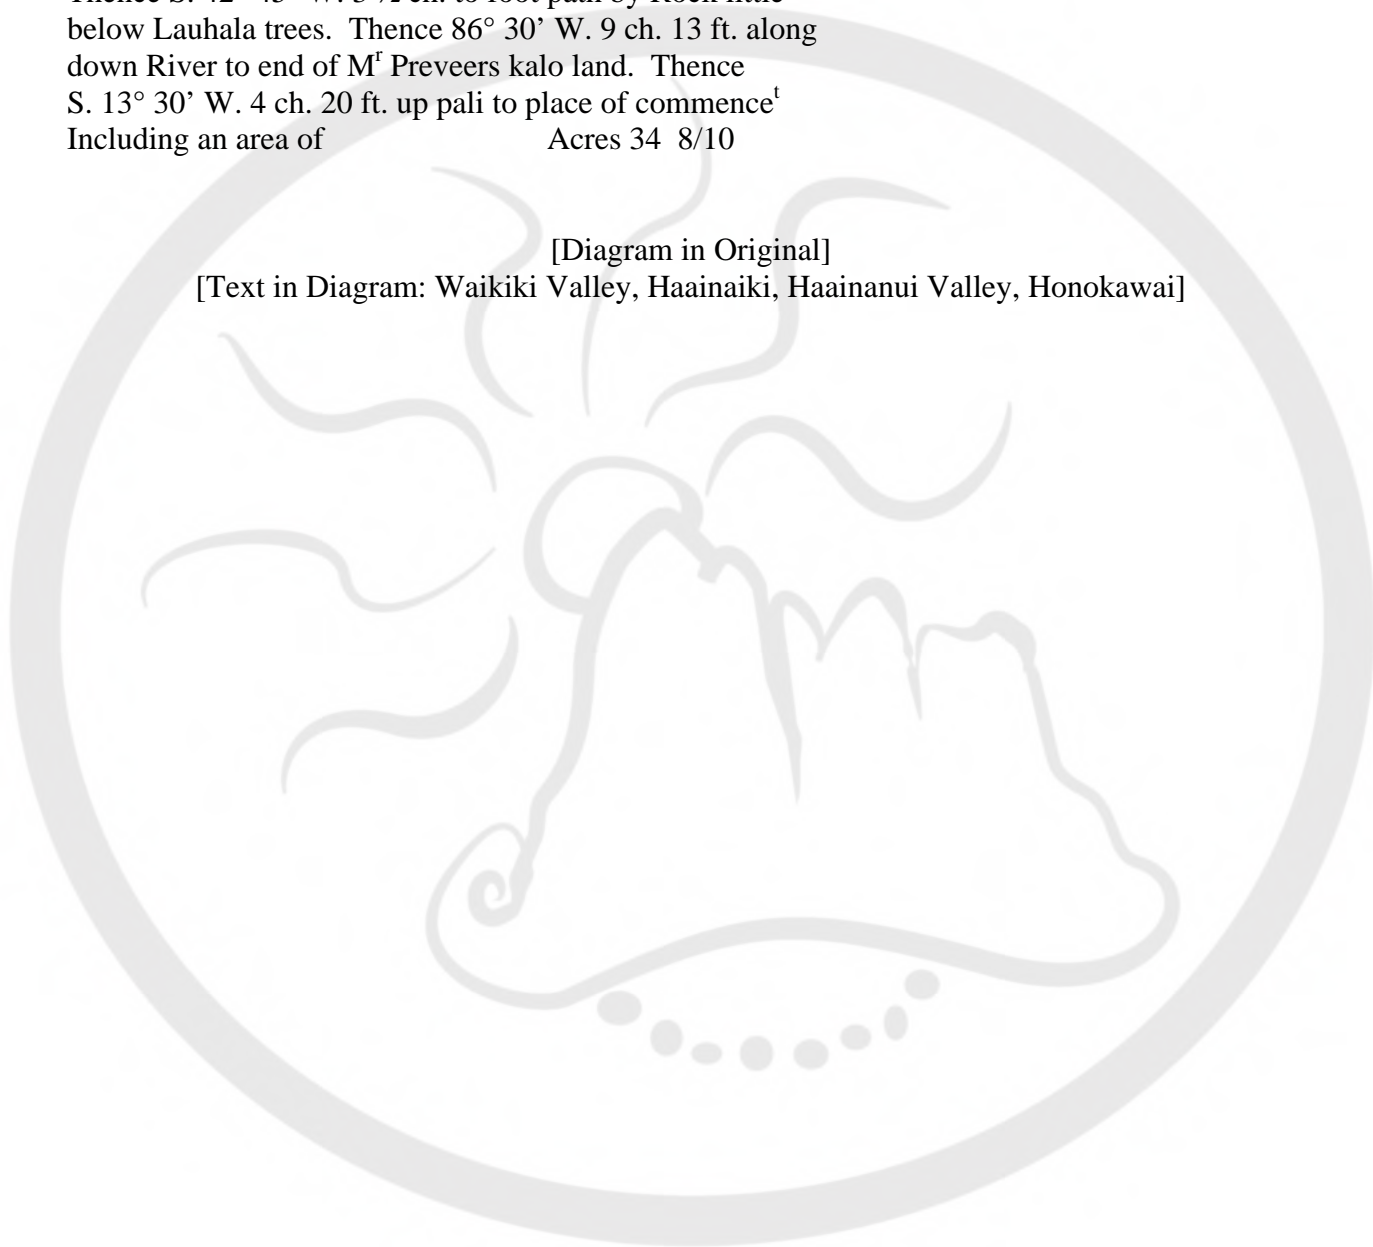 below Lauhala trees.  Thence 86° 30’ W. 9 ch. 13 ft. along
down River to end of Mʳ Preveers kalo land.  Thence
S. 13° 30’ W. 4 ch. 20 ft. up pali to place of commenceᵗ
Including an area of Acres 34  8/10
[Diagram in Original]
[Text in Diagram: Waikiki Valley, Haainaiki, Haainanui Valley, Honokawai]